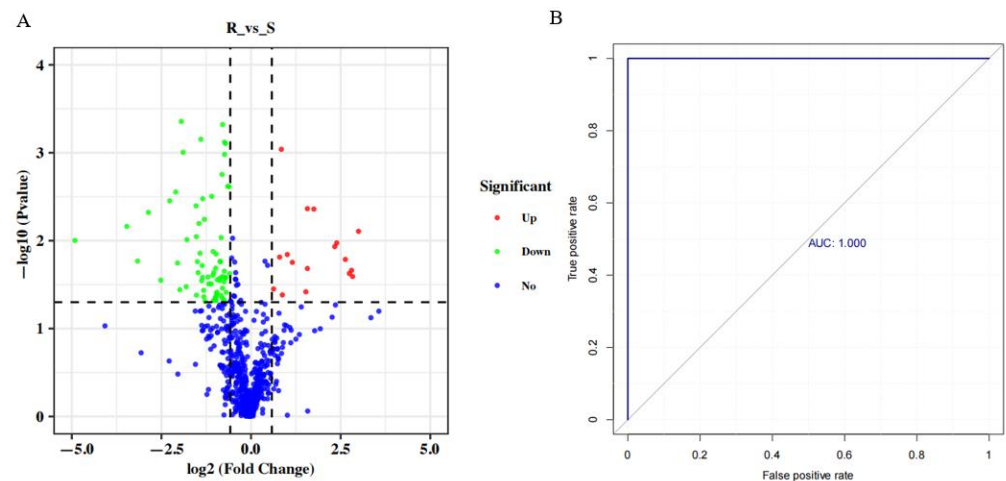 A
R_vs_S
4
3
2
1
0
−log10 (Pvalue)
−5.0
−2.5
0.0
2.5
5.0
log2 (Fold Change)
Significant
Up
Down
No
B
1
0.8
0.6
0.4
0.2
0
True positive rate
AUC: 1.000
0
0.2
0.4
0.6
0.8
1
False positive rate